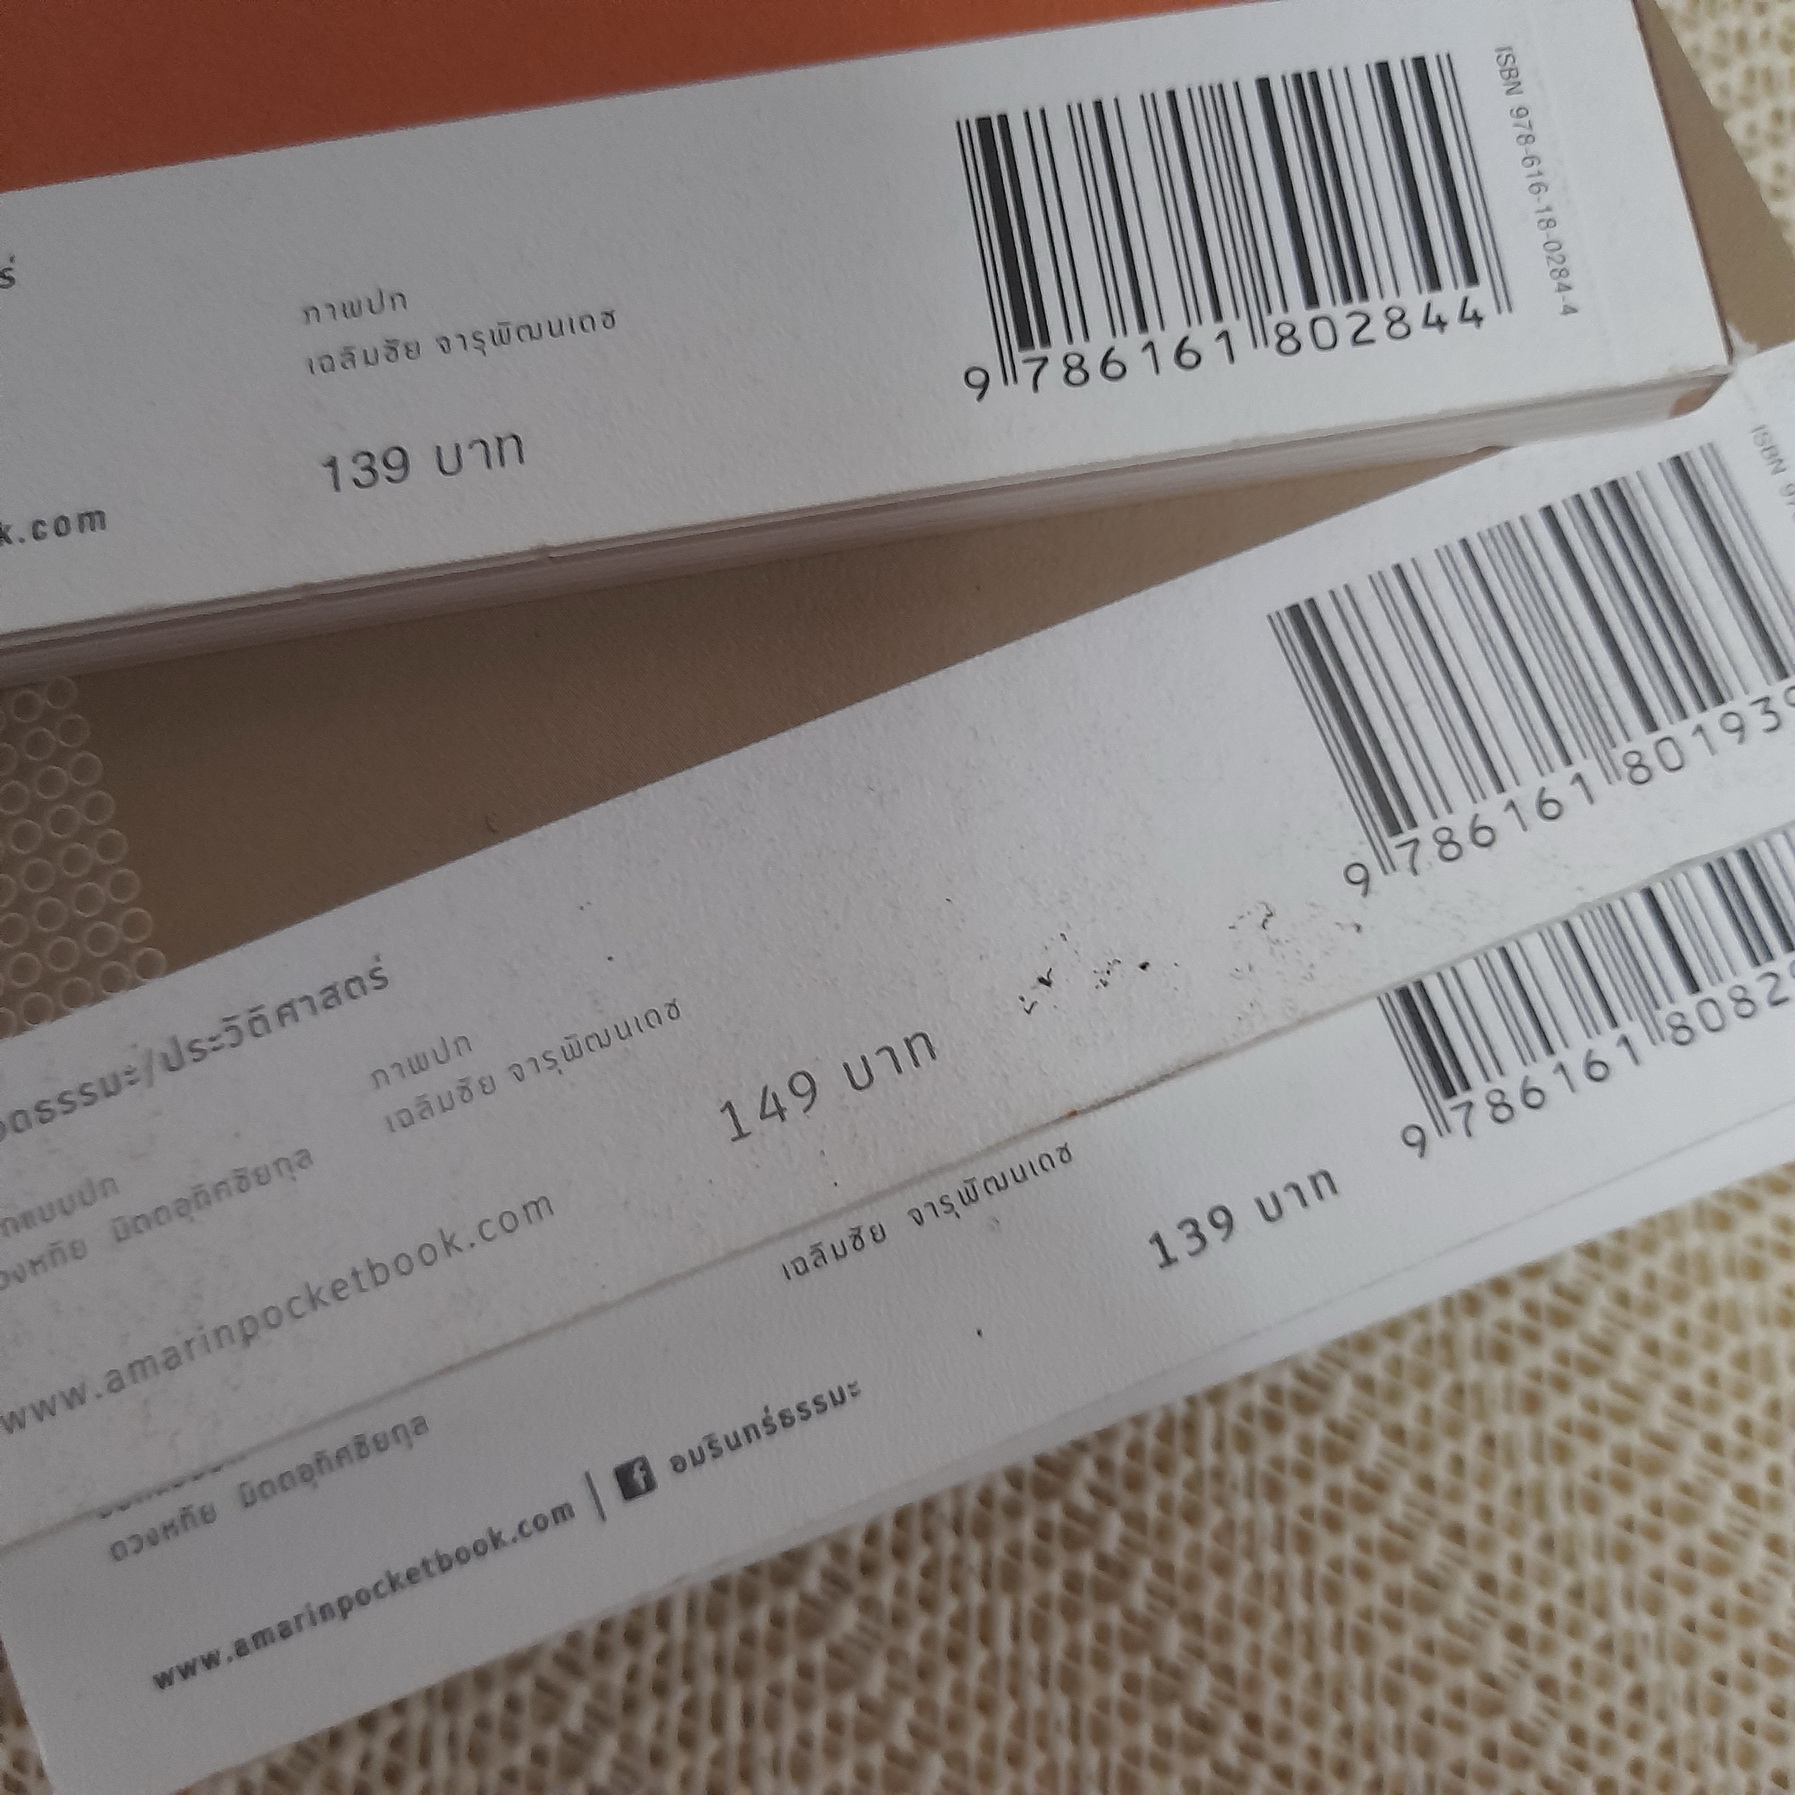 ภาพปก
เฉลิมชัย จารุพัฒนเดช
139 บาท
k.com
ISBN 978-616-18-0284-4
9 786161 802844
ISBN 97
9 786161 80193
ธรรมะ/ประวัติศาสตร์
ภาพปก
เฉลิมชัย จารุพัฒนเดช
มิตตอุทิศชัยกุล
www.amarinpocketbook.com
149 บาท
9 786161 8082
เฉลิมชัย จารุพัฒนเดช
139 บาท
ดวงหทัย มิตตอุทิศชัยกุล
www.amarinpocketbook.com | f อมรินทร์ธรรมะ